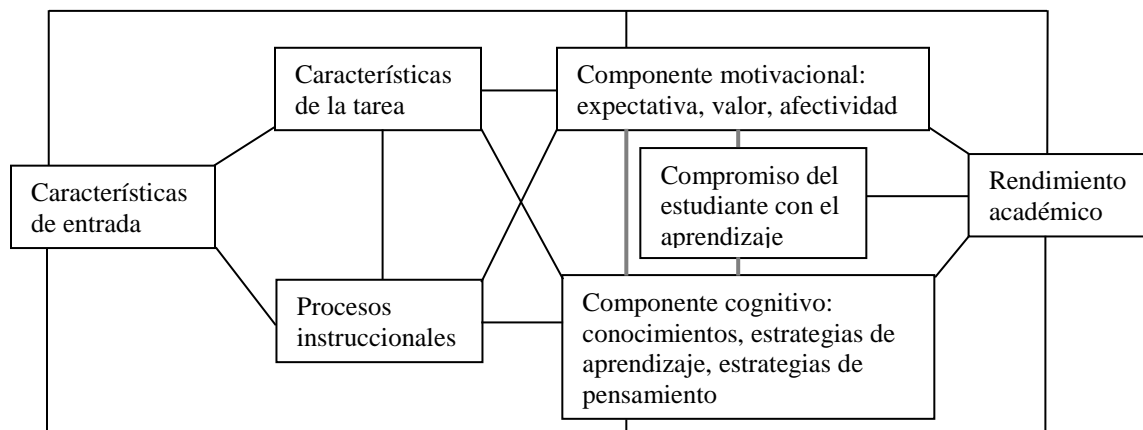 Características
de la tarea
Componente motivacional:
expectativa, valor, afectividad
Características
de entrada
Compromiso del
estudiante con el
aprendizaje
Rendimiento
académico
Procesos
instruccionales
Componente cognitivo:
conocimientos, estrategias de
aprendizaje, estrategias de
pensamiento